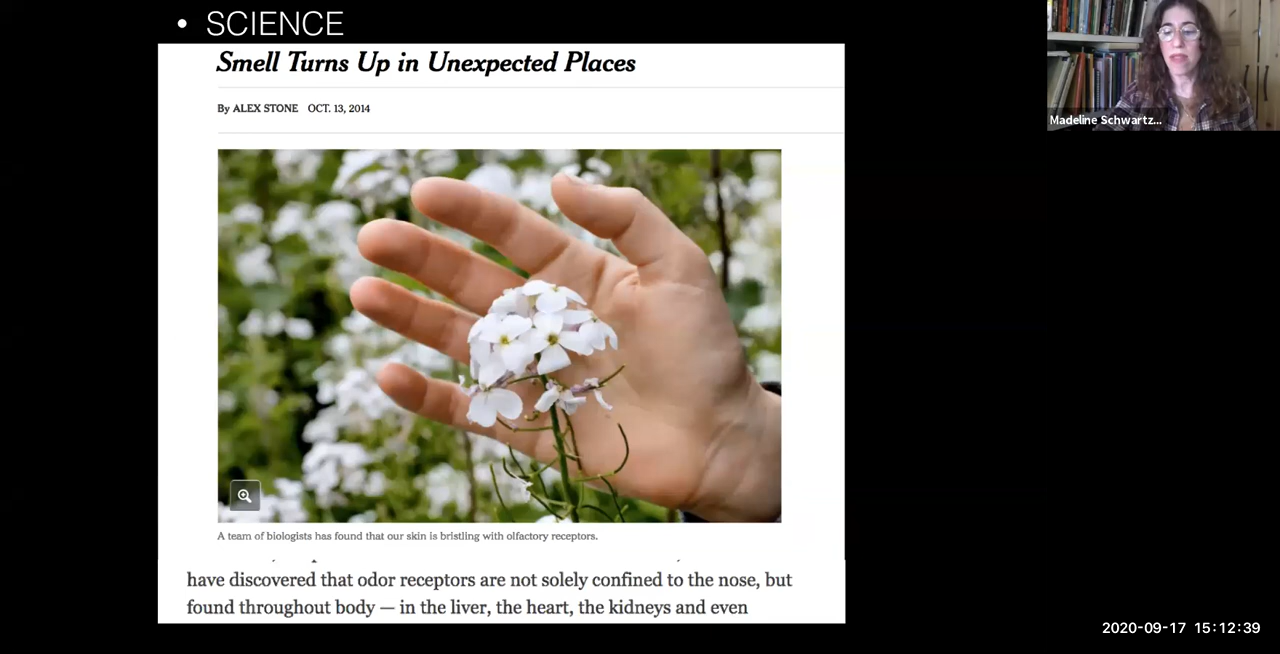 • SCIENCE
Smell Turns Up in Unexpected Places
By ALEX STONE OCT. 13, 2014
A team of biologists has found that our skin is bristling with olfactory receptors.
have discovered that odor receptors are not solely confined to the nose, but
found throughout body — in the liver, the heart, the kidneys and even
Madeline Schwartz...
2020-09-17 15:12:39